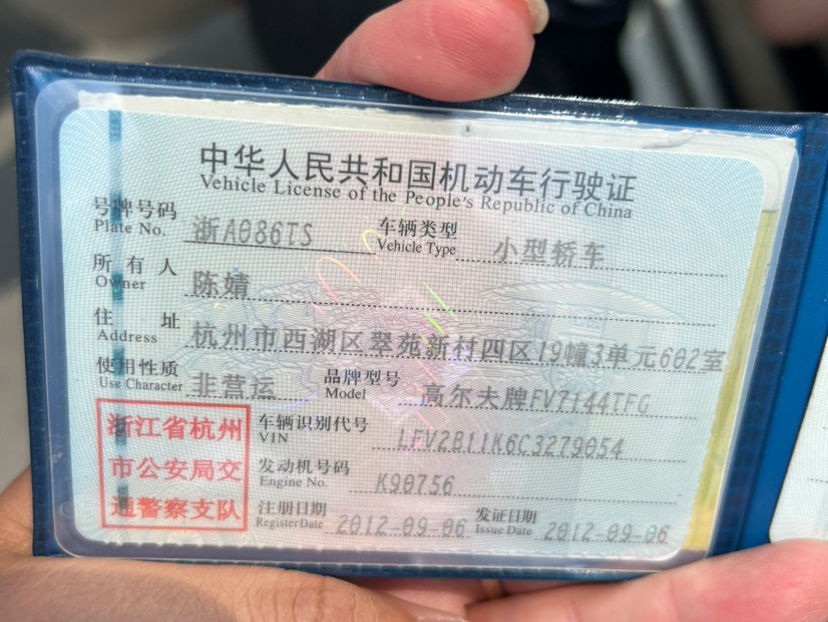 中华人民共和国机动车行驶证
Vehicle License of the People's Republic of China
号牌号码 浙A086TS 车辆类型 小型轿车
Plate No. Vehicle Type
所有人 陈婧
Owner
住址 杭州市西湖区翠苑新村四区19幢3单元602室
Address
使用性质 非营运 品牌型号 高尔夫牌FV7144TFG
Use Character Model
浙江省杭州
市公安局交
通警察支队
车辆识别代号 LFV2B11K6C3279054
VIN
发动机号码 K90756
Engine No.
注册日期 2012-09-06 发证日期 2012-09-06
Register Date Issue Date